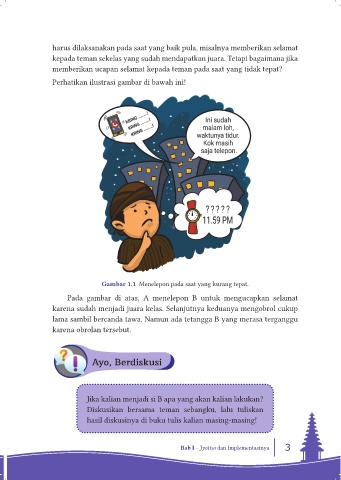 harus dilaksanakan pada saat yang baik pula, misalnya memberikan selamat
kepada teman sekelas yang sudah mendapatkan juara. Tetapi bagaimana jika
memberikan ucapan selamat kepada teman pada saat yang tidak tepat?
Perhatikan ilustrasi gambar di bawah ini!
KRING ......!
KRING ......!
KRING ......!
Ini sudah
malam loh,
waktunya tidur.
Kok masih
saja telepon.
? ? ? ? ?
11.59 PM
Gambar 1.1 Menelepon pada saat yang kurang tepat.
Pada gambar di atas, A menelepon B untuk mengucapkan selamat
karena sudah menjadi juara kelas. Selanjutnya keduanya mengobrol cukup
lama sambil bercanda tawa. Namun ada tetangga B yang merasa terganggu
karena obrolan tersebut.
? !
Ayo, Berdiskusi
Jika kalian menjadi si B apa yang akan kalian lakukan?
Diskusikan bersama teman sebangku, lalu tuliskan
hasil diskusinya di buku tulis kalian masing-masing!
Bab I - Jyotisa dan Implementasinya 3